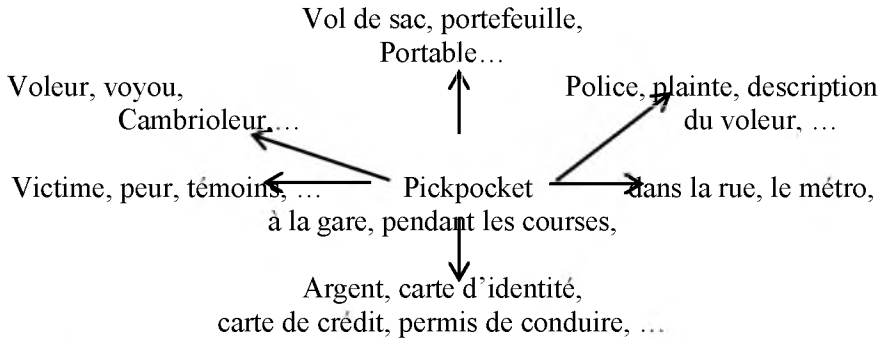 Vol de sac, portefeuille,
Portable…
Voleur, voyou,
Cambrioleur,…
Police, plainte, description
du voleur, …
Victime, peur, témoins, …
Pickpocket
dans la rue, le métro,
à la gare, pendant les courses,
Argent, carte d’identité,
carte de crédit, permis de conduire, …